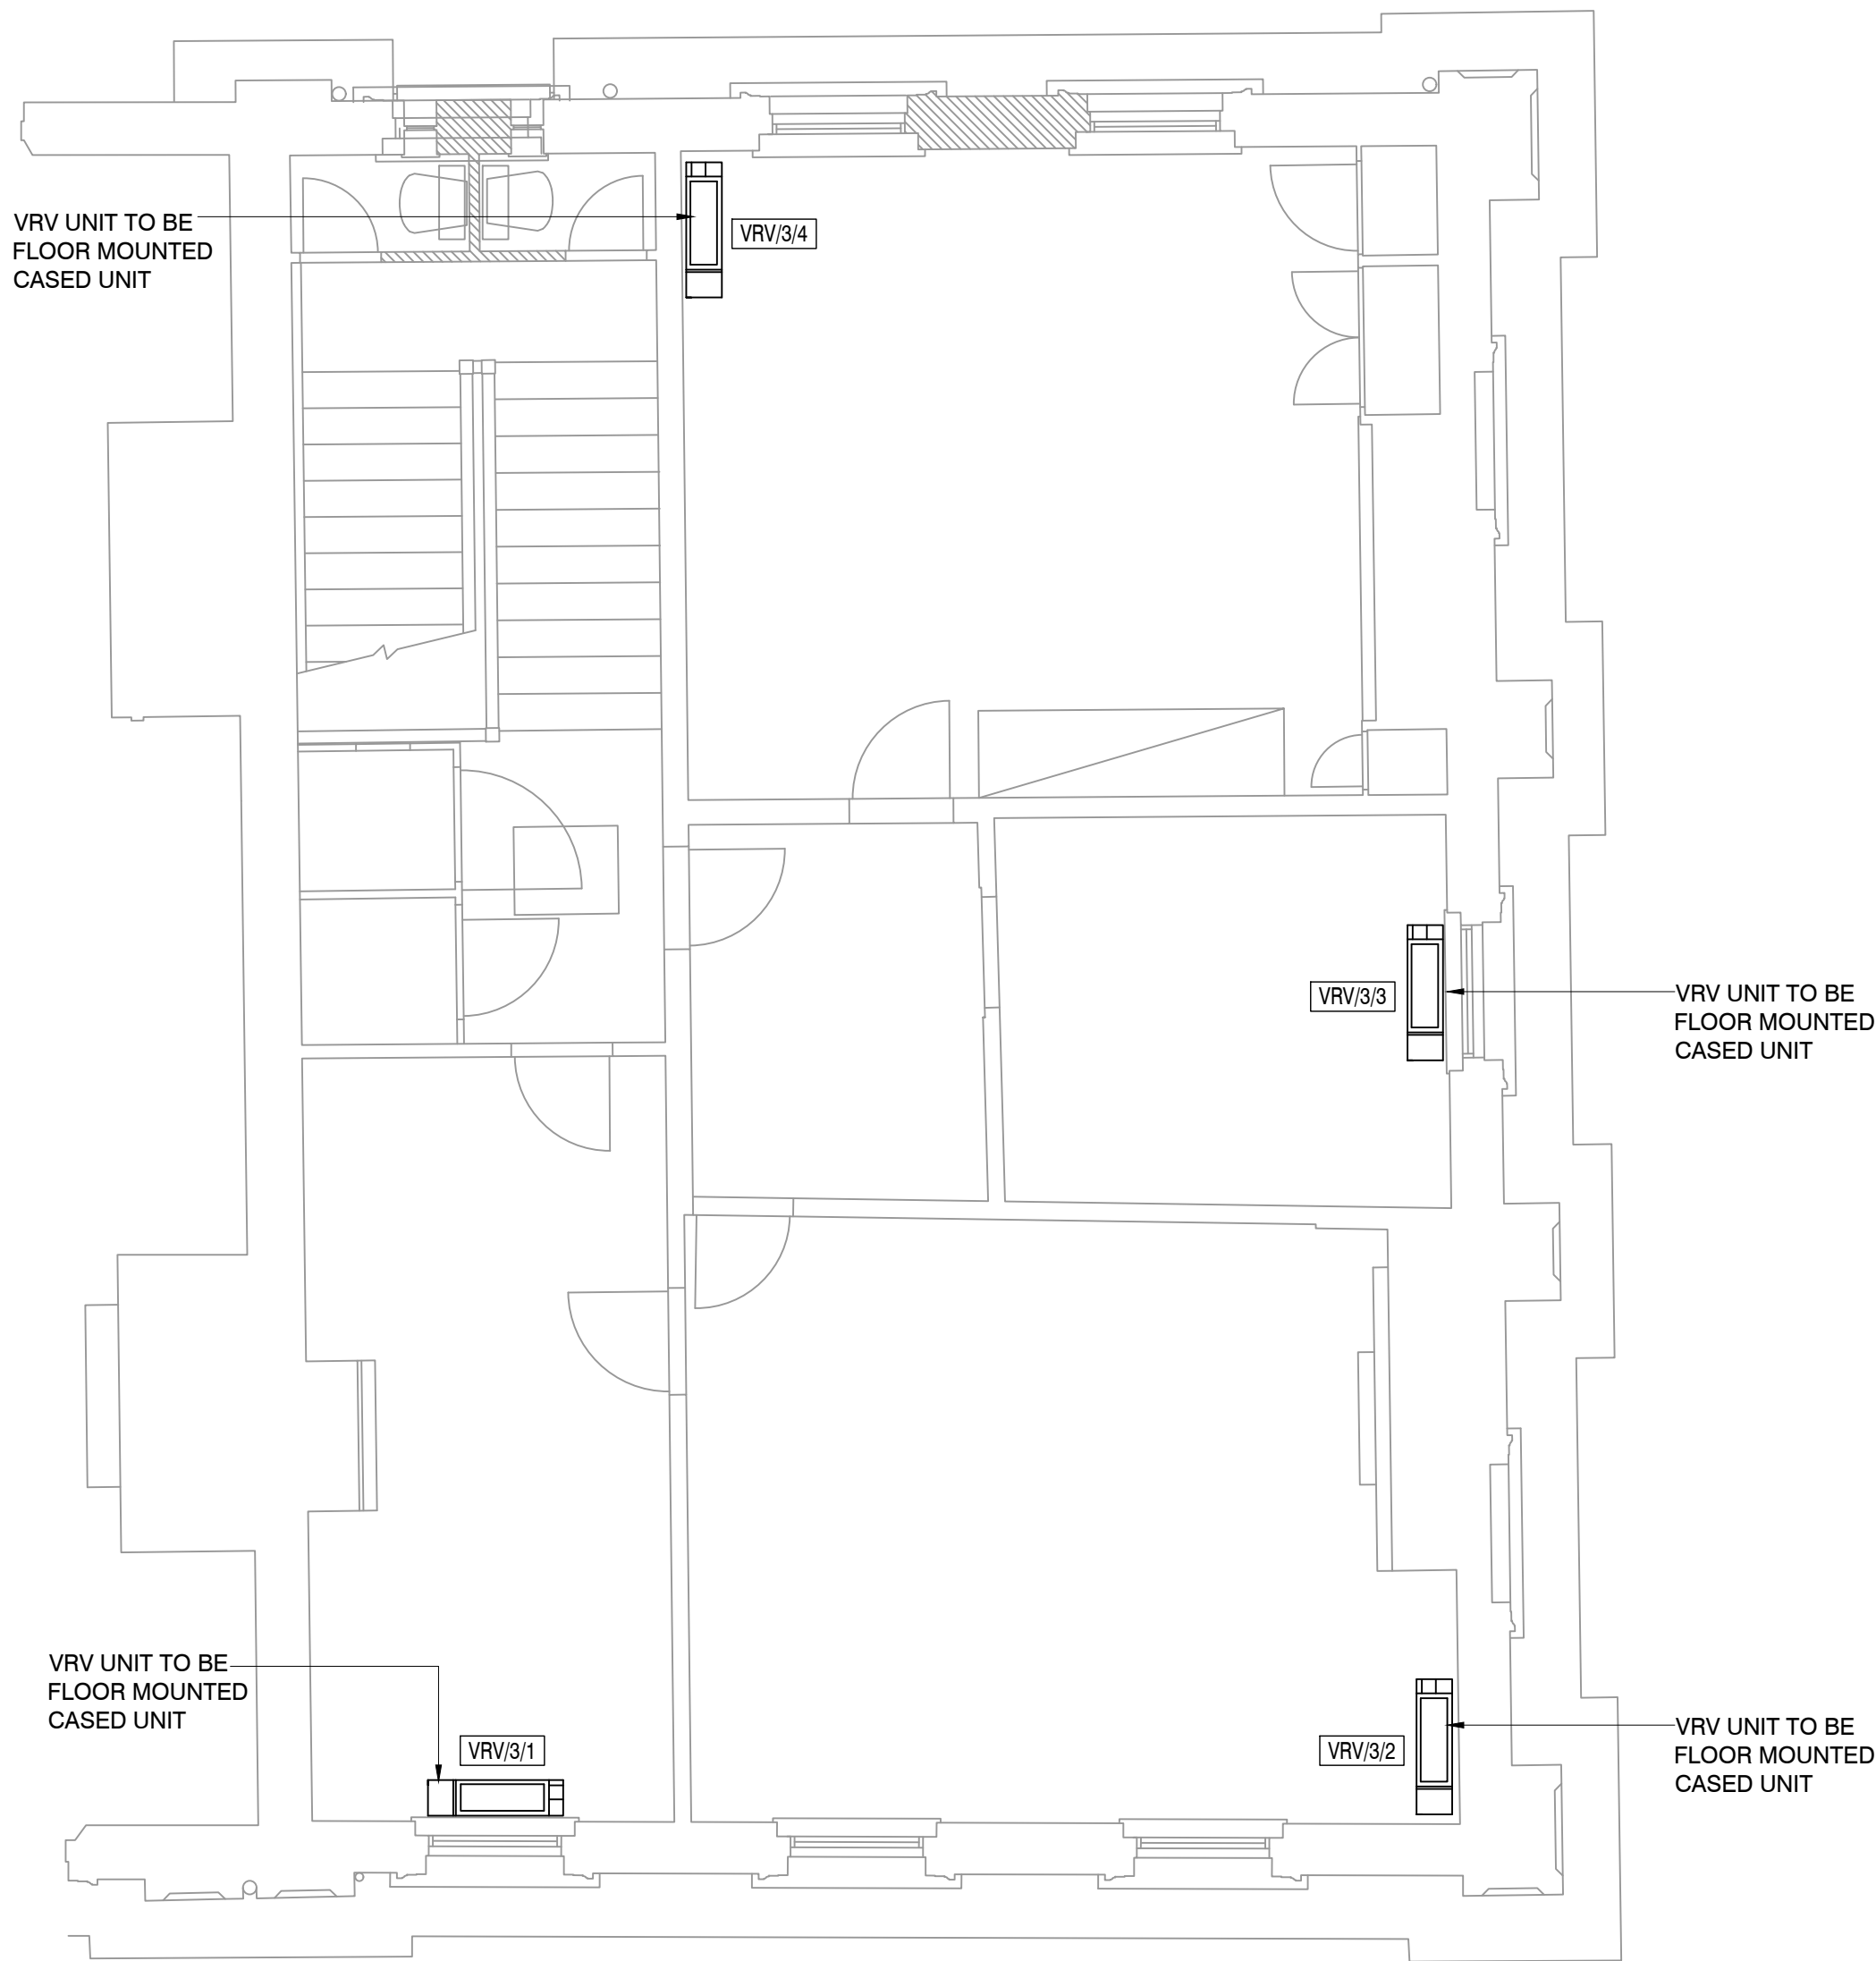 VRV UNIT TO BE
FLOOR MOUNTED
CASED UNIT
VRV/3/4
VRV/3/3
VRV UNIT TO BE
FLOOR MOUNTED
CASED UNIT
VRV UNIT TO BE
FLOOR MOUNTED
CASED UNIT
VRV/3/1
VRV/3/2
VRV UNIT TO BE
FLOOR MOUNTED
CASED UNIT